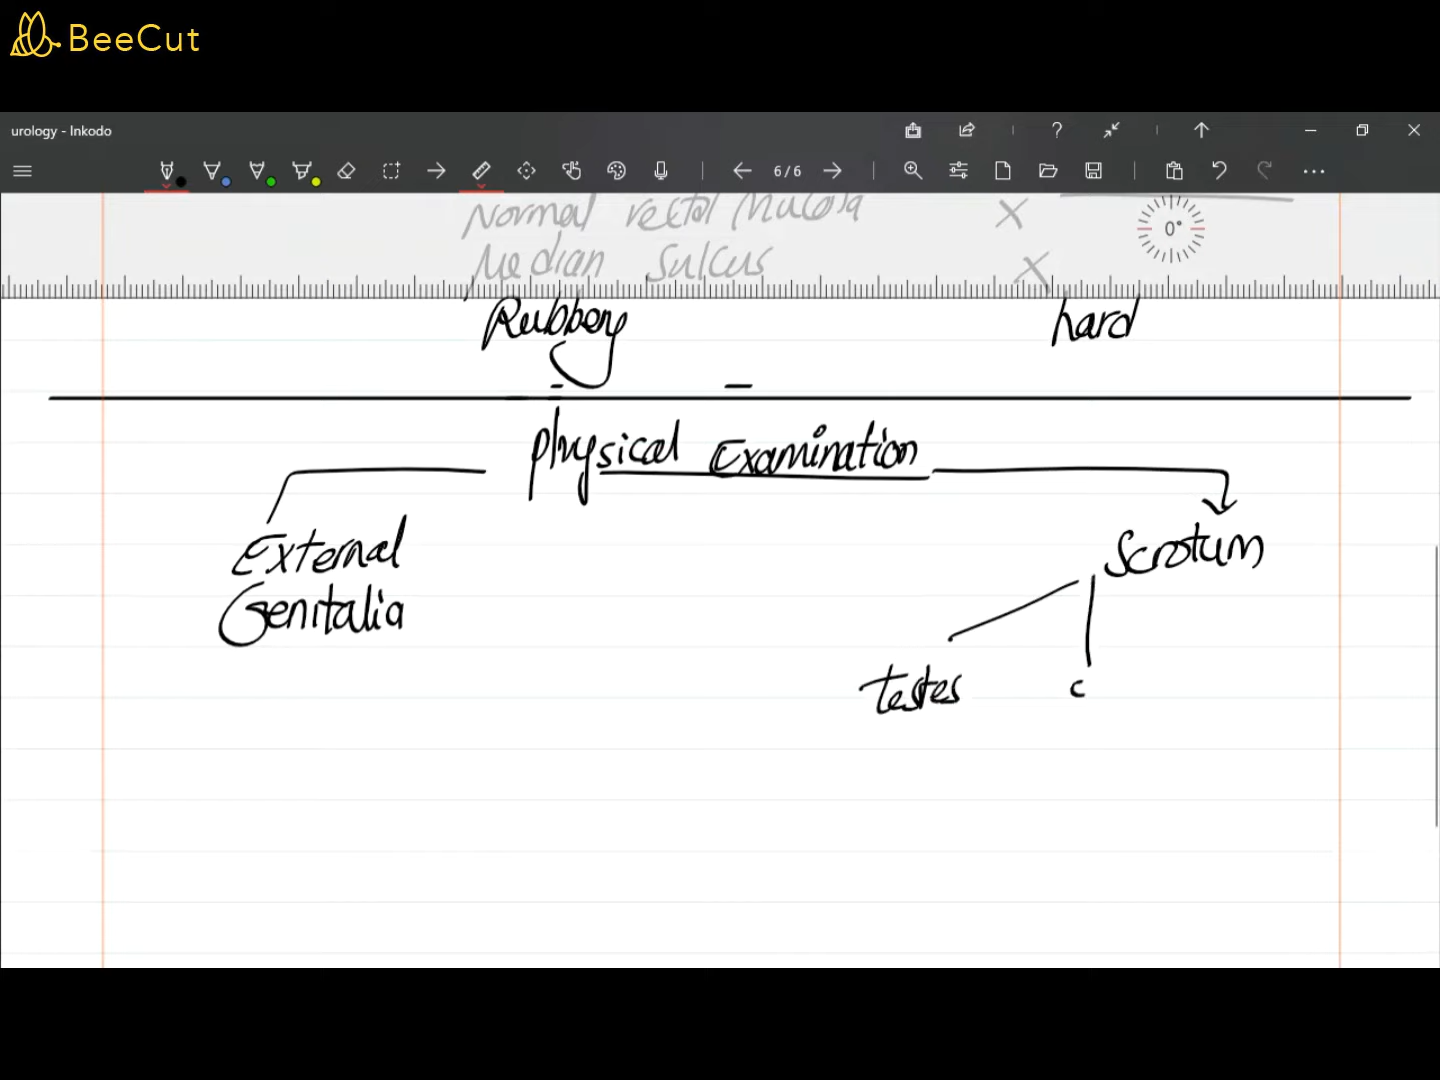 BeeCut
urology - Inkodo
6/6
Normal rectal Mucosa X
Median Sulcus X
0°
Rubbery hard
Physical Examination
External
Genitalia
Scrotum
testes c